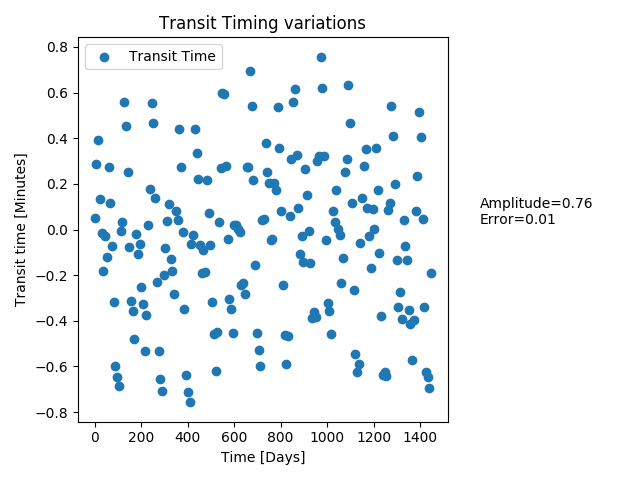 Transit Timing variations
Transit Time
Transit time [Minutes]
0.8
0.6
0.4
0.2
0.0
−0.2
−0.4
−0.6
−0.8
0
200
400
600
800
1000
1200
1400
Time [Days]
Amplitude=0.76
Error=0.01